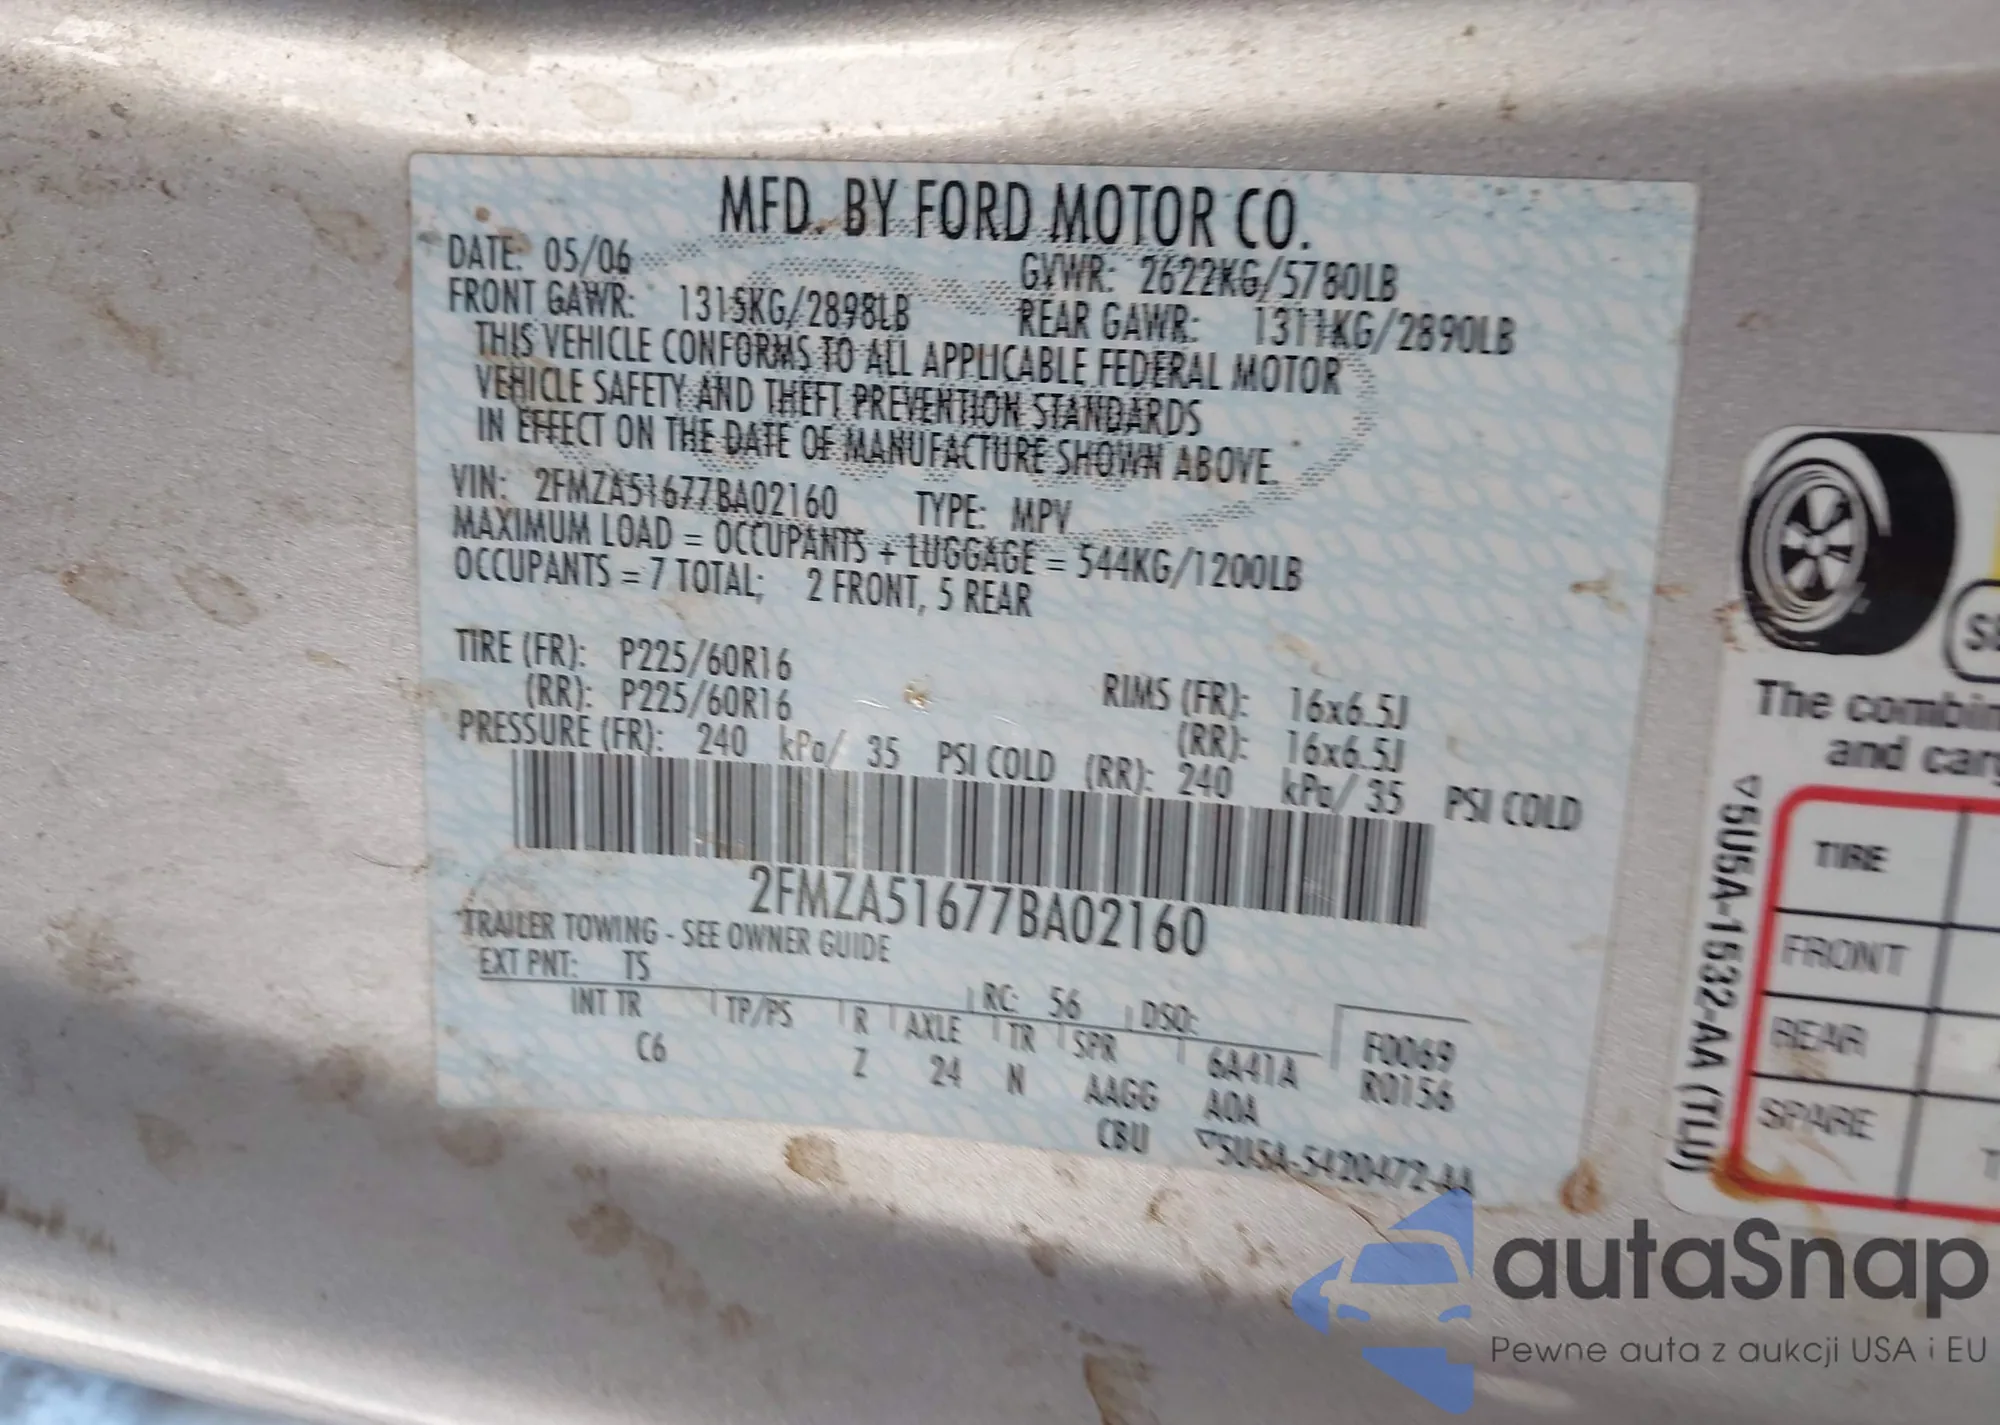 MFD. BY FORD MOTOR CO.
DATE: 05/06 GVWR: 2622KG/5780LB
FRONT GAWR: 1315KG/2898LB REAR GAWR: 1311KG/2890LB
THIS VEHICLE CONFORMS TO ALL APPLICABLE FEDERAL MOTOR
VEHICLE SAFETY AND THEFT PREVENTION STANDARDS
IN EFFECT ON THE DATE OF MANUFACTURE SHOWN ABOVE.
VIN: 2FMZA51677BA02160 TYPE: MPV
MAXIMUM LOAD = OCCUPANTS + LUGGAGE = 544KG/1200LB
OCCUPANTS = 7 TOTAL; 2 FRONT, 5 REAR
TIRE (FR): P225/60R16 RIMS (FR): 16x6.5J
(RR): P225/60R16 (RR): 16x6.5J
PRESSURE (FR): 240 kPa/ 35 PSI COLD (RR): 240 kPa/ 35 PSI COLD
2FMZA51677BA02160
*TRAILER TOWING - SEE OWNER GUIDE
EXT PNT: TS RC: 56 DSO:
INT TR TP/PS R AXLE TR SPR 6A41A F0069
C6 Z 24 N AAGG A0A R0156
CBU ▽5U5A-5420472-AA
The combin
and carg
▽5U5A-1532-AA (TLU)
TIRE
FRONT
REAR
SPARE
autaSnap
Pewne auta z aukcji USA i EU